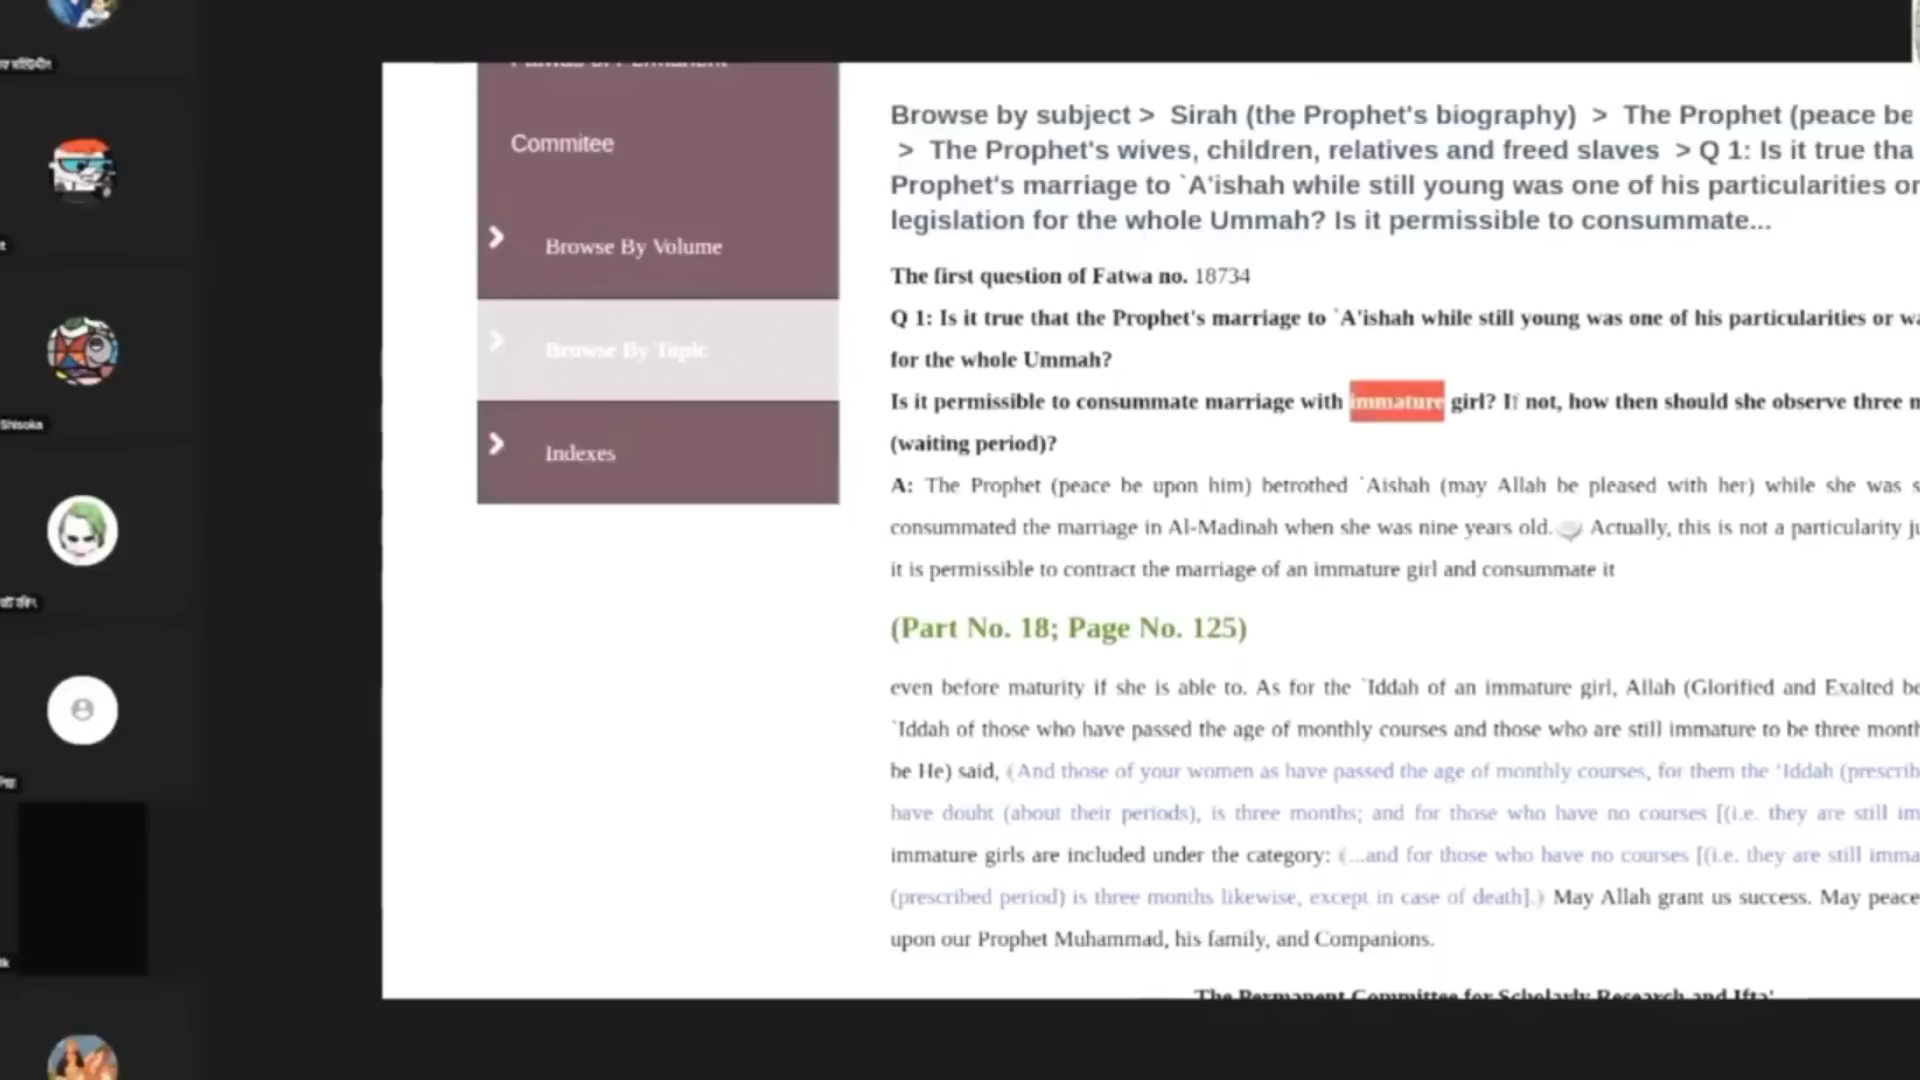 Commitee
Browse By Volume
Browse By Topic
Indexes
Browse by subject > Sirah (the Prophet's biography) > The Prophet (peace be
> The Prophet's wives, children, relatives and freed slaves > Q 1: Is it true tha
Prophet's marriage to `A'ishah while still young was one of his particularities or
legislation for the whole Ummah? Is it permissible to consummate...
The first question of Fatwa no. 18734
Q 1: Is it true that the Prophet's marriage to `A'ishah while still young was one of his particularities or
for the whole Ummah?
Is it permissible to consummate marriage with immature girl? If not, how then should she observe three
(waiting period)?
A: The Prophet (peace be upon him) betrothed `Aishah (may Allah be pleased with her) while she was
consummated the marriage in Al-Madinah when she was nine years old. Actually, this is not a particularity
it is permissible to contract the marriage of an immature girl and consummate it
(Part No. 18; Page No. 125)
even before maturity if she is able to. As for the `Iddah of an immature girl, Allah (Glorified and Exalted be
`Iddah of those who have passed the age of monthly courses and those who are still immature to be three
be He) said, (And those of your women as have passed the age of monthly courses, for them the 'Iddah
have doubt (about their periods), is three months; and for those who have no courses [(i.e. they are still
immature girls are included under the category: (...and for those who have no courses [(i.e. they are still
(prescribed period) is three months likewise, except in case of death].) May Allah grant us success. May peace
upon our Prophet Muhammad, his family, and Companions.
The Permanent Committee for Scholarly Research and Ifta'
Shisoka